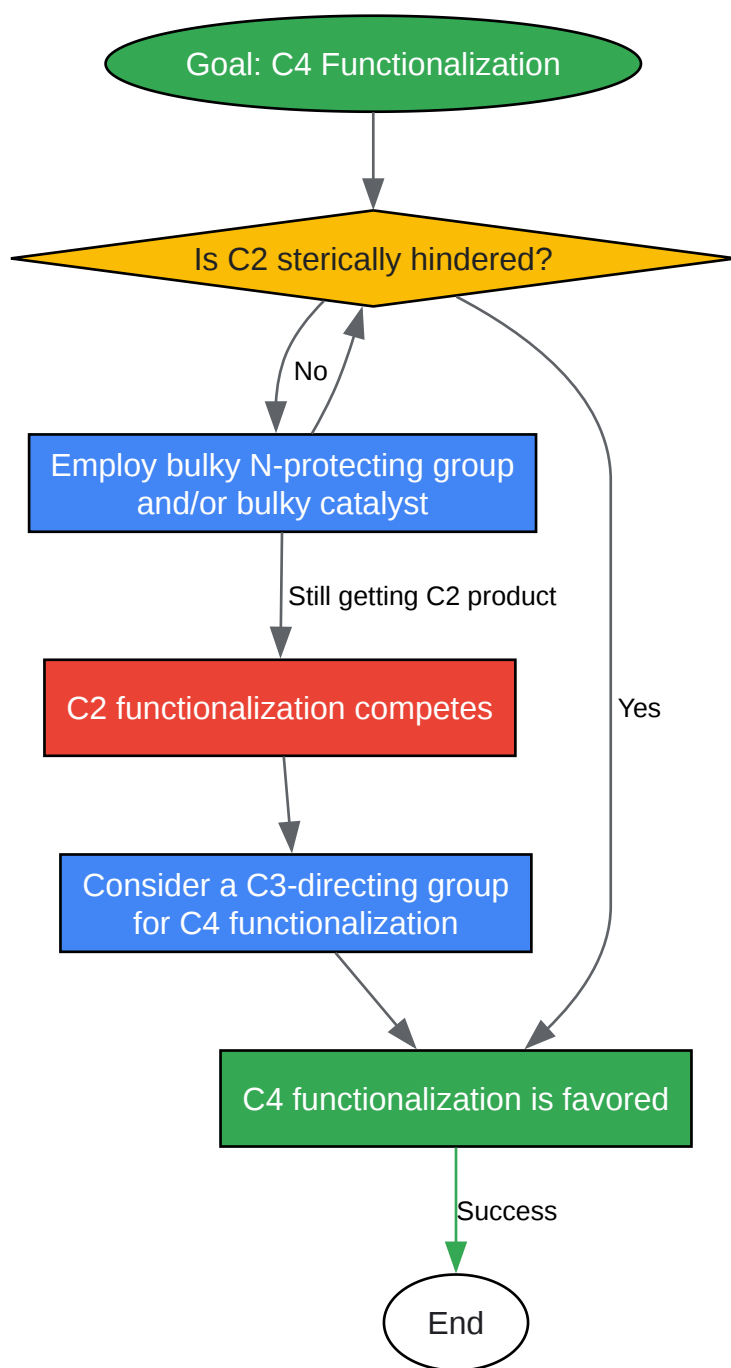 Goal: C4 Functionalization
Is C2 sterically hindered?
No
Employ bulky N-protecting group
and/or bulky catalyst
Still getting C2 product
C2 functionalization competes
Yes
Consider a C3-directing group
for C4 functionalization
C4 functionalization is favored
Success
End